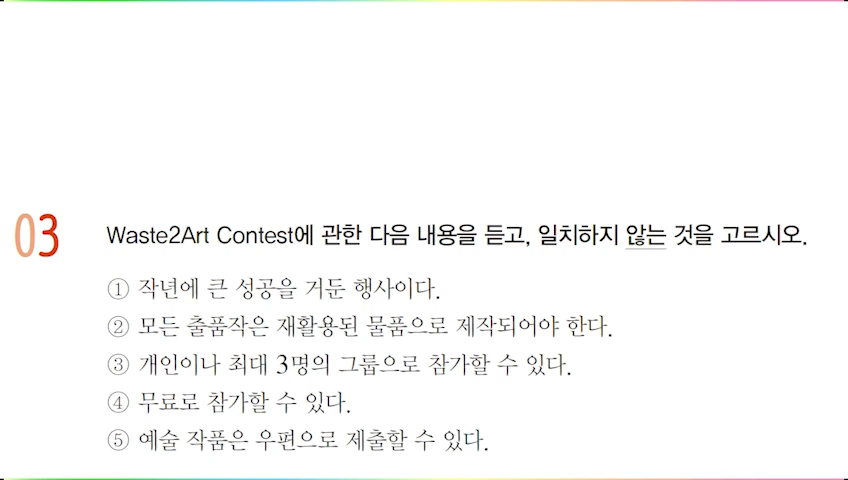 03
Waste2Art Contest에 관한 다음 내용을 듣고, 일치하지 않는 것을 고르시오.
① 작년에 큰 성공을 거둔 행사이다.
② 모든 출품작은 재활용된 물품으로 제작되어야 한다.
③ 개인이나 최대 3명의 그룹으로 참가할 수 있다.
④ 무료로 참가할 수 있다.
⑤ 예술 작품은 우편으로 제출할 수 있다.